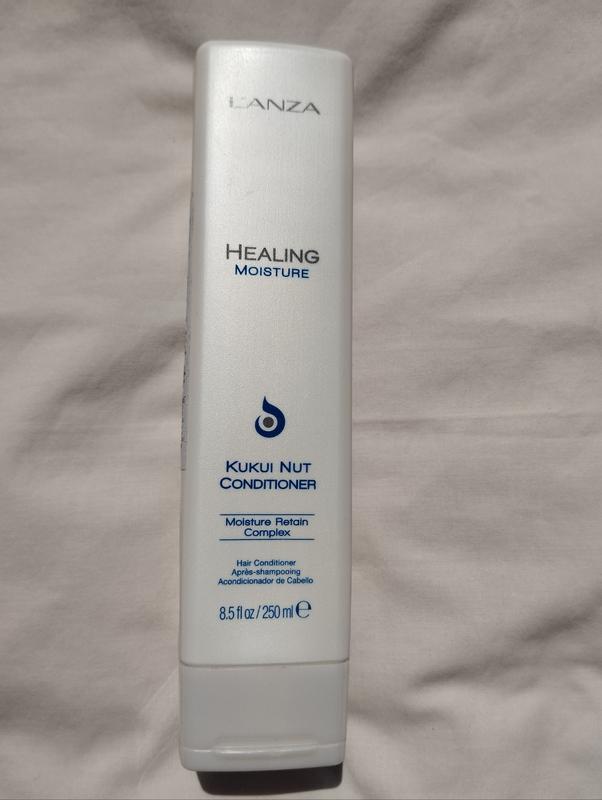 L'ANZA
HEALING
MOISTURE
KUKUI NUT
CONDITIONER
Moisture Retain
Complex
Hair Conditioner
Après-shampooing
Acondicionador de Cabello
8.5 fl oz / 250 ml ℮